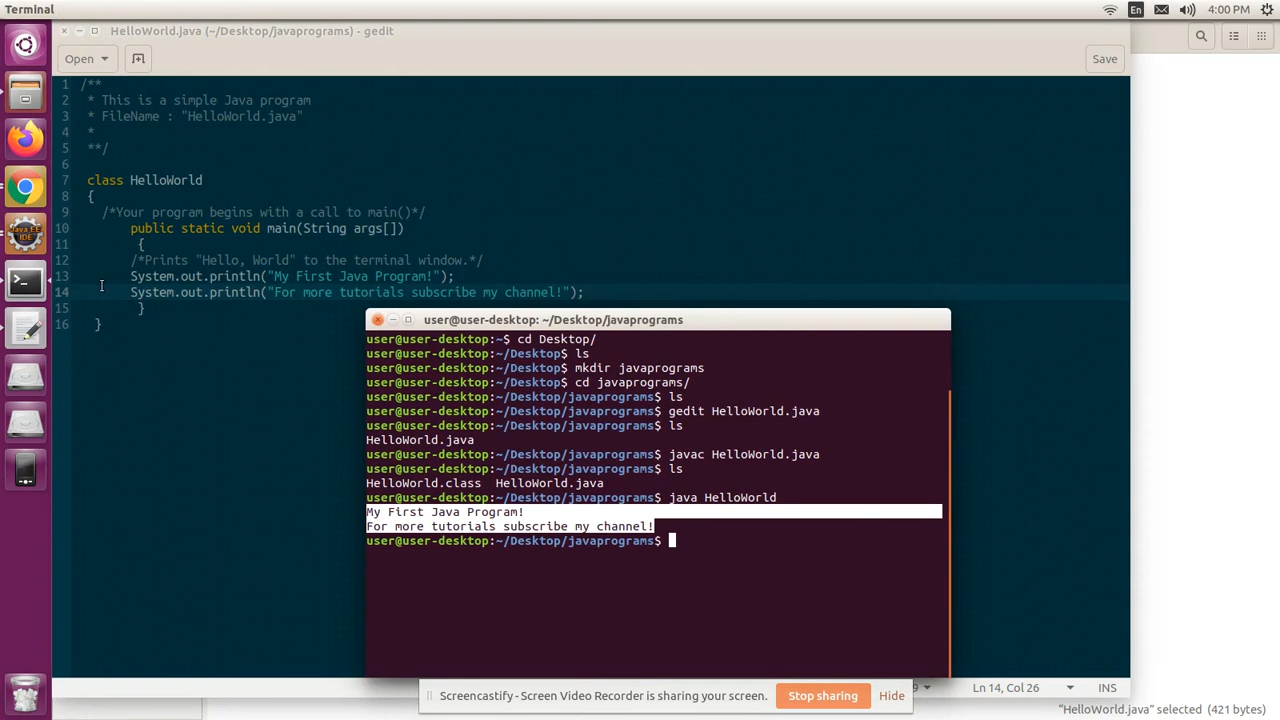 Terminal
En
4:00 PM
HelloWorld.java (~/Desktop/javaprograms) - gedit
Open
Save
1 /**
2 * This is a simple Java program
3 * FileName : "HelloWorld.java"
4 *
5 **/
6
7 class HelloWorld
8 {
9 /*Your program begins with a call to main()*/
10 public static void main(String args[])
11 {
12 /*Prints "Hello, World" to the terminal window.*/
13 System.out.println("My First Java Program!");
14 System.out.println("For more tutorials subscribe my channel!");
15 }
16 }
Java EE
IDE
user@user-desktop: ~/Desktop/javaprograms
user@user-desktop:~$ cd Desktop/
user@user-desktop:~/Desktop$ ls
user@user-desktop:~/Desktop$ mkdir javaprograms
user@user-desktop:~/Desktop$ cd javaprograms/
user@user-desktop:~/Desktop/javaprograms$ ls
user@user-desktop:~/Desktop/javaprograms$ gedit HelloWorld.java
user@user-desktop:~/Desktop/javaprograms$ ls
HelloWorld.java
user@user-desktop:~/Desktop/javaprograms$ javac HelloWorld.java
user@user-desktop:~/Desktop/javaprograms$ ls
HelloWorld.class HelloWorld.java
user@user-desktop:~/Desktop/javaprograms$ java HelloWorld
My First Java Program!
For more tutorials subscribe my channel!
user@user-desktop:~/Desktop/javaprograms$
Screencastify - Screen Video Recorder is sharing your screen.
Stop sharing
Hide
Ln 14, Col 26
INS
"HelloWorld.java" selected (421 bytes)